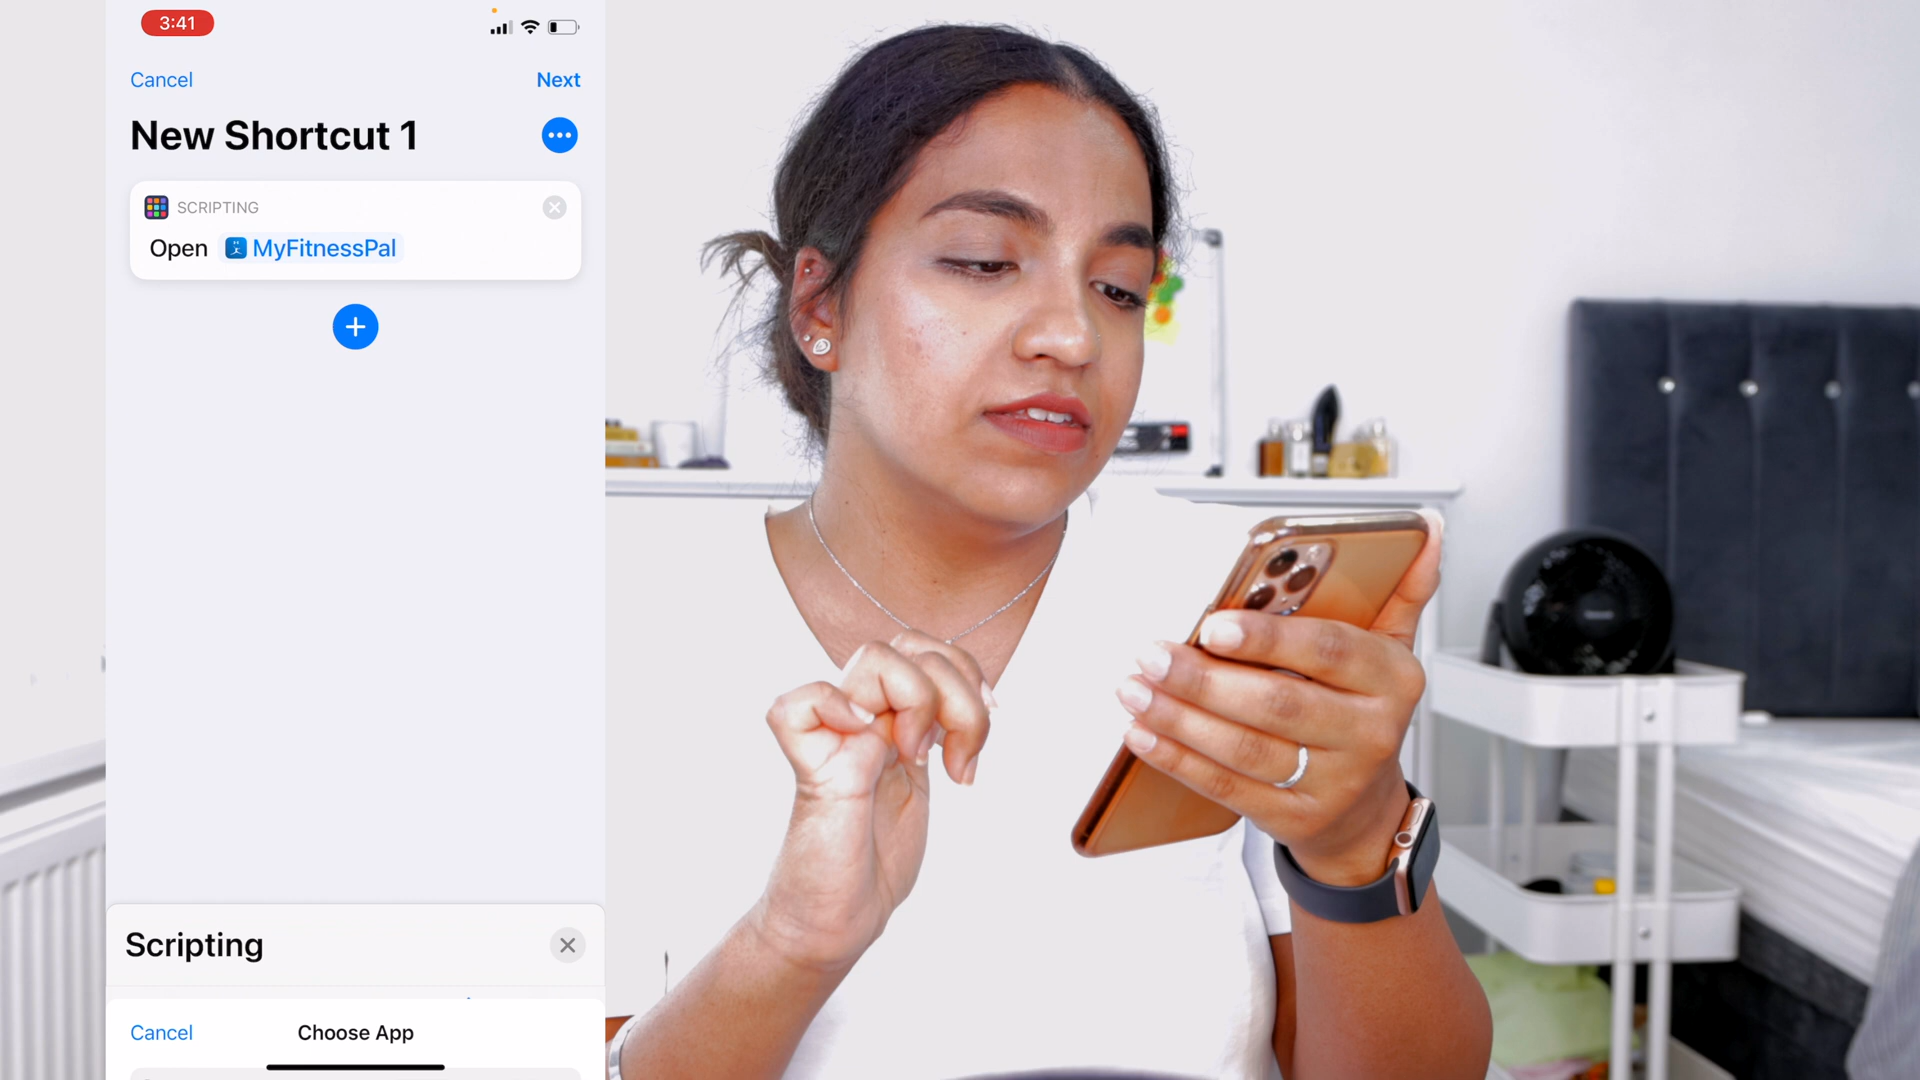 3:41
Cancel Next
New Shortcut 1
SCRIPTING
Open MyFitnessPal
Scripting
Cancel Choose App